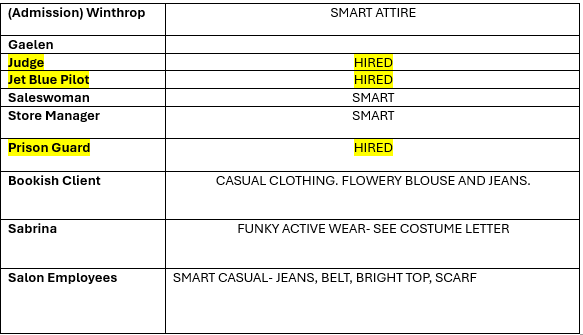 (Admission) Winthrop SMART ATTIRE
Gaelen
Judge HIRED
Jet Blue Pilot HIRED
Saleswoman SMART
Store Manager SMART
Prison Guard HIRED
Bookish Client CASUAL CLOTHING. FLOWERY BLOUSE AND JEANS.
Sabrina FUNKY ACTIVE WEAR- SEE COSTUME LETTER
Salon Employees SMART CASUAL- JEANS, BELT, BRIGHT TOP, SCARF